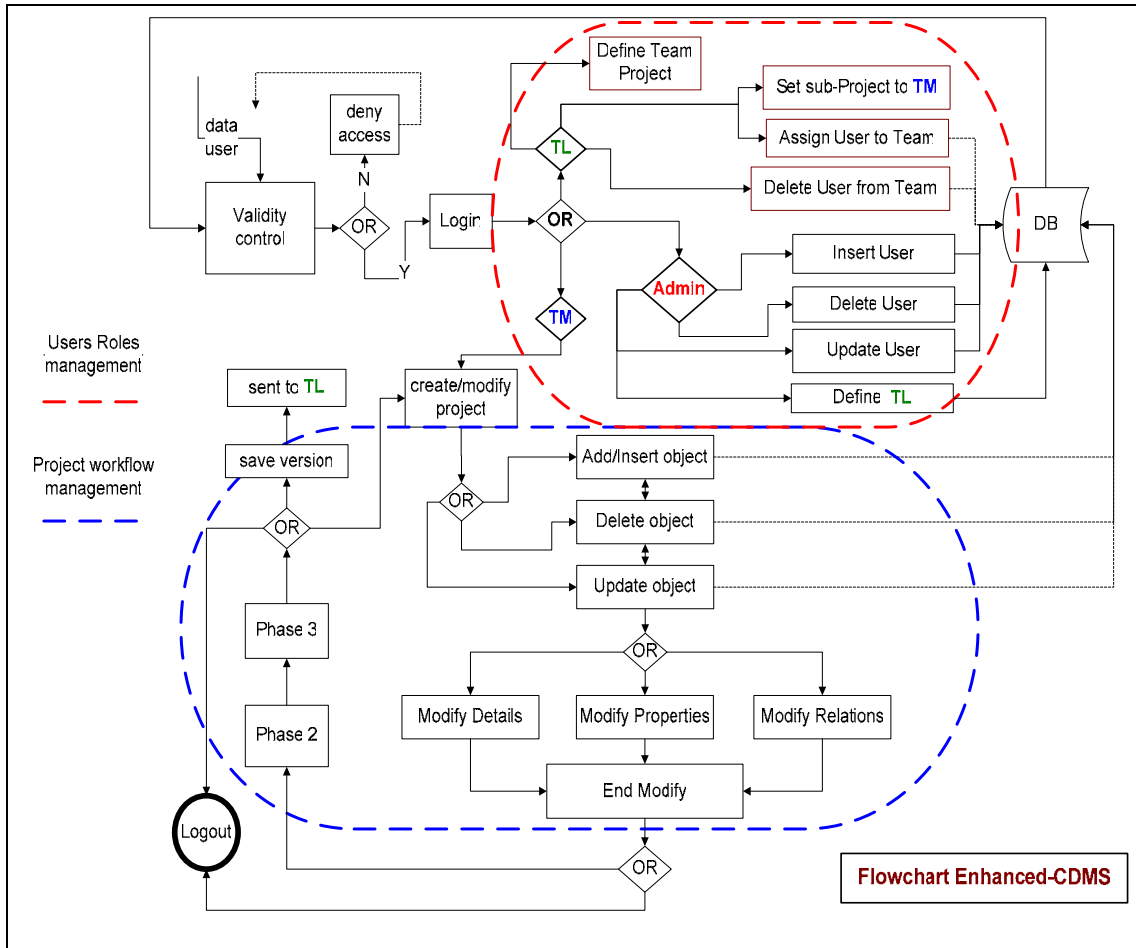 Define Team
Project
Set sub-Project to TM
deny
access
data
user
Assign User to Team
TL
N
Delete User from Team
Validity
control
OR
Login
OR
DB
Y
Insert User
Admin
Delete User
TM
Users Roles
management
Update User
sent to TL
create/modify
project
Define TL
save version
Project workflow
management
Add/Insert object
OR
OR
Delete object
Update object
Phase 3
OR
Modify Details
Modify Properties
Modify Relations
Phase 2
End Modify
Logout
OR
Flowchart Enhanced-CDMS